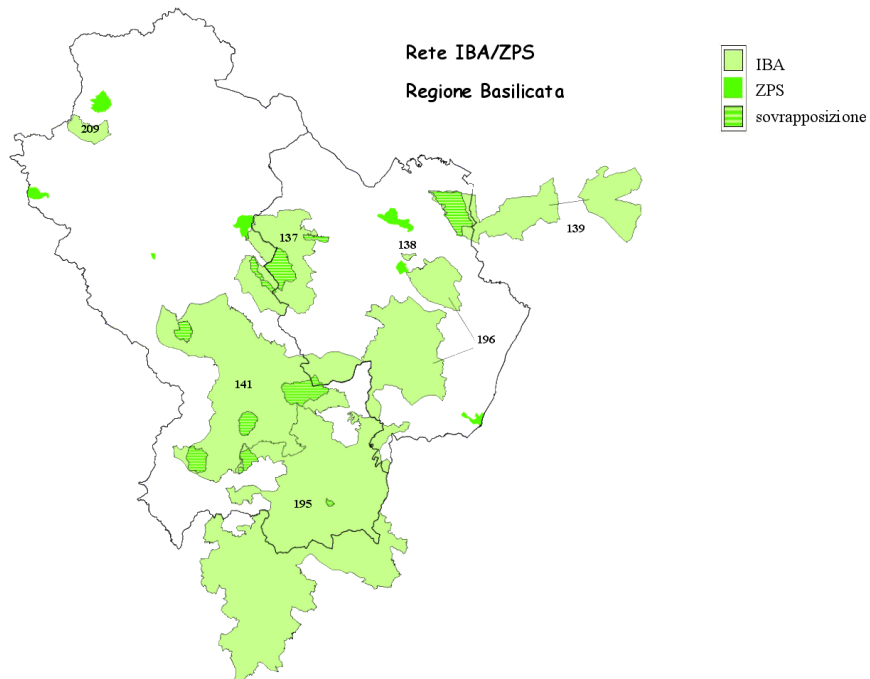 Rete IBA/ZPS
Regione Basilicata
IBA
ZPS
sovrapposizione
209
137
138
139
196
141
195